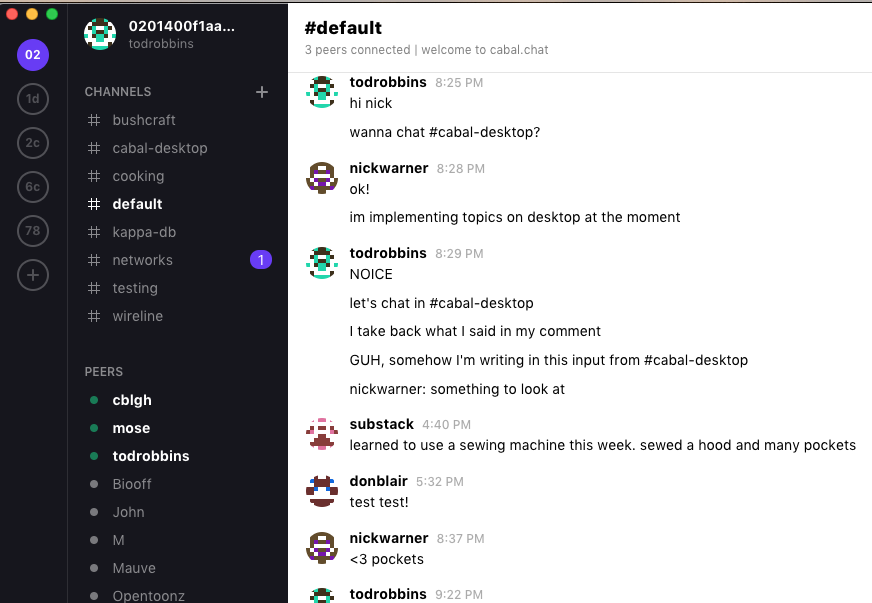 02
1d
2c
6c
78
+
0201400f1aa...
todrobbins
CHANNELS +
# bushcraft
# cabal-desktop
# cooking
# default
# kappa-db
# networks 1
# testing
# wireline
PEERS
cblgh
mose
todrobbins
Biooff
John
M
Mauve
Opentoonz
#default
3 peers connected | welcome to cabal.chat
todrobbins 8:25 PM
hi nick
wanna chat #cabal-desktop?
nickwarner 8:28 PM
ok!
im implementing topics on desktop at the moment
todrobbins 8:29 PM
NOICE
let's chat in #cabal-desktop
I take back what I said in my comment
GUH, somehow I'm writing in this input from #cabal-desktop
nickwarner: something to look at
substack 4:40 PM
learned to use a sewing machine this week. sewed a hood and many pockets
donblair 5:32 PM
test test!
nickwarner 8:37 PM
<3 pockets
todrobbins 9:22 PM